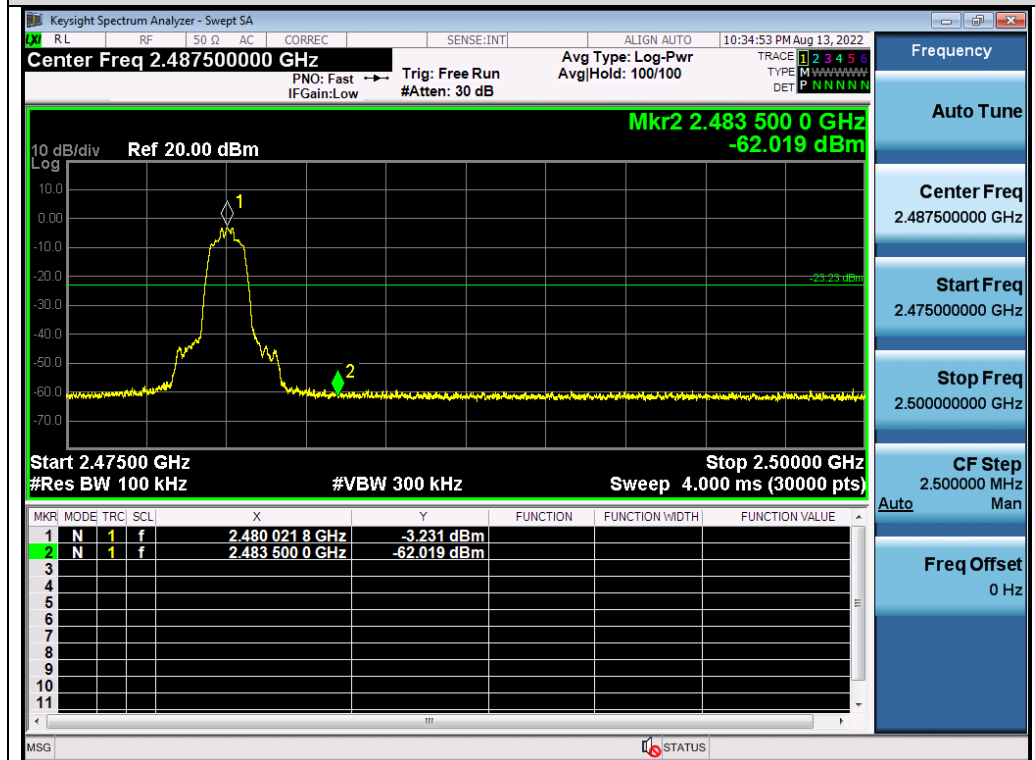 Keysight Spectrum Analyzer - Swept SA
LXI RL RF 50 Ω AC CORREC SENSE:INT ALIGN AUTO 10:34:53 PM Aug 13, 2022
Center Freq 2.487500000 GHz
PNO: Fast
IFGain:Low
Trig: Free Run
#Atten: 30 dB
Avg Type: Log-Pwr
Avg|Hold: 100/100
TRACE 1 2 3 4 5 6
TYPE M WWWWW
DET P N N N N N
Mkr2 2.483 500 0 GHz
-62.019 dBm
10 dB/div Ref 20.00 dBm
Log
10.0
0.00
-10.0
-20.0
-30.0
-40.0
-50.0
-60.0
-70.0
1
-23.23 dBm
2
Start 2.47500 GHz Stop 2.50000 GHz
#Res BW 100 kHz #VBW 300 kHz Sweep 4.000 ms (30000 pts)
MKR MODE TRC SCL X Y FUNCTION FUNCTION WIDTH FUNCTION VALUE
1 N 1 f 2.480 021 8 GHz -3.231 dBm
2 N 1 f 2.483 500 0 GHz -62.019 dBm
3
4
5
6
7
8
9
10
11
MSG STATUS
Frequency
Auto Tune
Center Freq
2.487500000 GHz
Start Freq
2.475000000 GHz
Stop Freq
2.500000000 GHz
CF Step
2.500000 MHz
Auto Man
Freq Offset
0 Hz